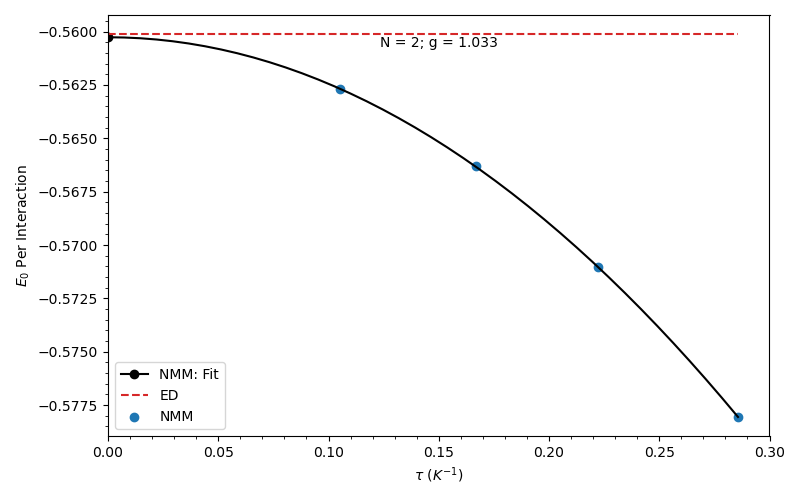 −0.5600
−0.5625
−0.5650
−0.5675
−0.5700
−0.5725
−0.5750
−0.5775
E0 Per Interaction
N = 2; g = 1.033
NMM: Fit
ED
NMM
0.00 0.05 0.10 0.15 0.20 0.25 0.30
τ (K⁻¹)